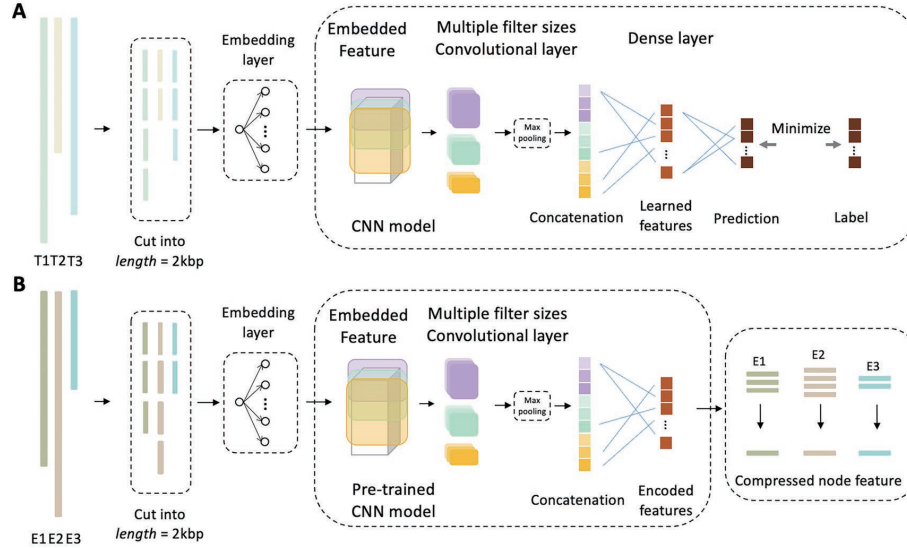 A
T1T2T3
Cut into
length = 2kbp
Embedding
layer
Embedded
Feature
CNN model
Multiple filter sizes
Convolutional layer
Max
pooling
Concatenation
Dense layer
Learned
features
Prediction
Minimize
Label
B
E1E2E3
Cut into
length = 2kbp
Embedding
layer
Embedded
Feature
Pre-trained
CNN model
Multiple filter sizes
Convolutional layer
Max
pooling
Concatenation
Encoded
features
E1
E2
E3
Compressed node feature